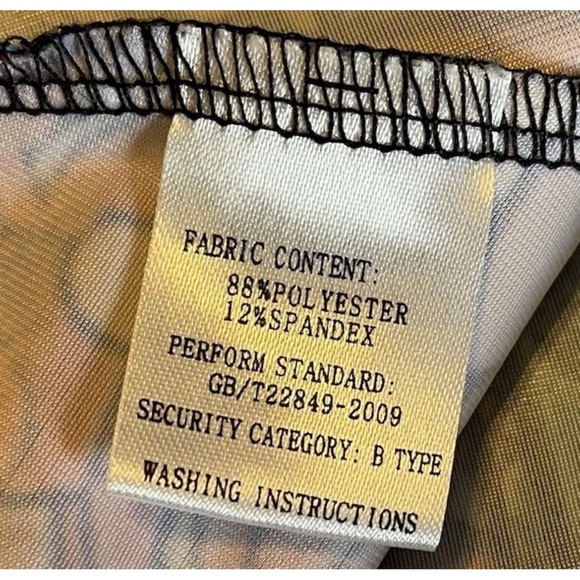 FABRIC CONTENT:
88%POLYESTER
12%SPANDEX
PERFORM STANDARD:
GB/T22849-2009
SECURITY CATEGORY: B TYPE
WASHING INSTRUCTIONS